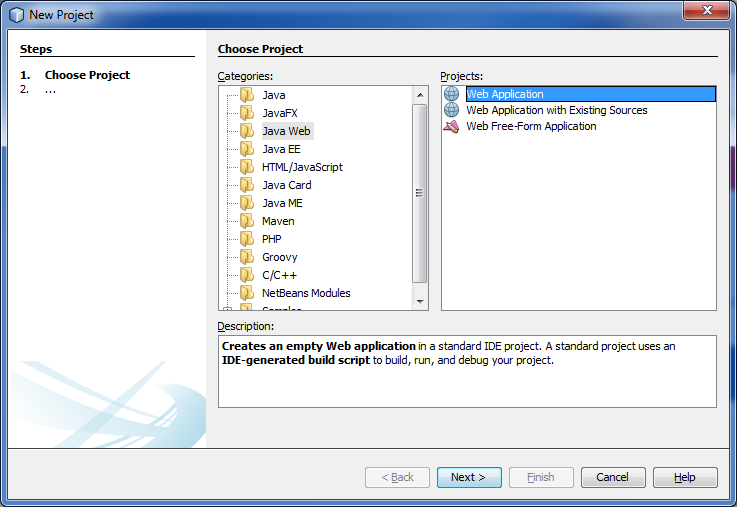 New Project
Steps
1. Choose Project
2. ...
Choose Project
Categories:
Java
JavaFX
Java Web
Java EE
HTML/JavaScript
Java Card
Java ME
Maven
PHP
Groovy
C/C++
NetBeans Modules
Projects:
Web Application
Web Application with Existing Sources
Web Free-Form Application
Description:
Creates an empty Web application in a standard IDE project. A standard project uses an
IDE-generated build script to build, run, and debug your project.
< Back
Next >
Finish
Cancel
Help